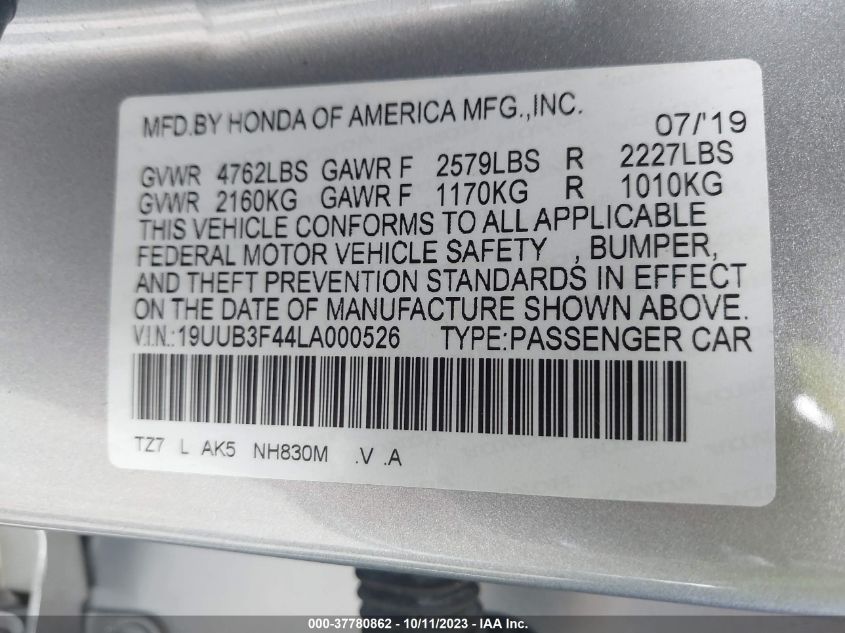 MFD.BY HONDA OF AMERICA MFG.,INC. 07/'19
GVWR 4762LBS GAWR F 2579LBS R 2227LBS
GVWR 2160KG GAWR F 1170KG R 1010KG
THIS VEHICLE CONFORMS TO ALL APPLICABLE
FEDERAL MOTOR VEHICLE SAFETY , BUMPER,
AND THEFT PREVENTION STANDARDS IN EFFECT
ON THE DATE OF MANUFACTURE SHOWN ABOVE.
V.I.N.:19UUB3F44LA000526 TYPE:PASSENGER CAR
TZ7 L AK5 NH830M .V .A
000-37780862 - 10/11/2023 - IAA Inc.